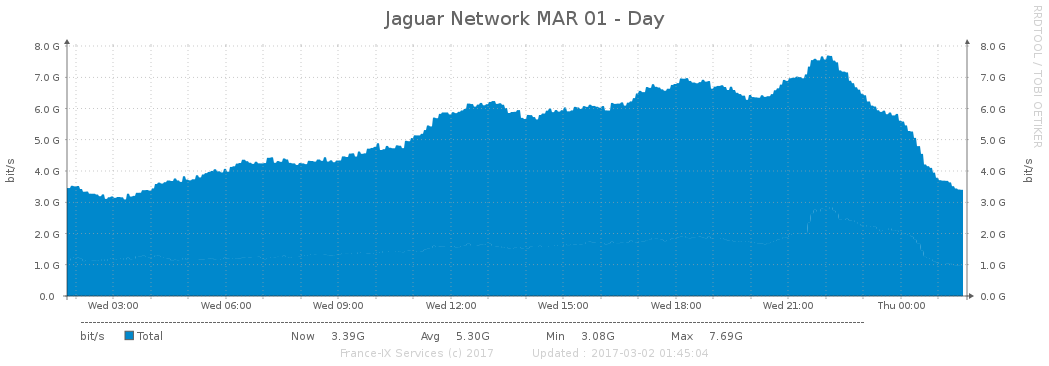 Jaguar Network MAR 01 - Day
RRDTOOL / TOBI OETIKER
bit/s
8.0 G 8.0 G
7.0 G 7.0 G
6.0 G 6.0 G
5.0 G 5.0 G
4.0 G 4.0 G
3.0 G 3.0 G
2.0 G 2.0 G
1.0 G 1.0 G
0.0 0.0 G
bit/s
Wed 03:00 Wed 06:00 Wed 09:00 Wed 12:00 Wed 15:00 Wed 18:00 Wed 21:00 Thu 00:00
bit/s Total Now 3.39G Avg 5.30G Min 3.08G Max 7.69G
France-IX Services (c) 2017 Updated : 2017-03-02 01:45:04